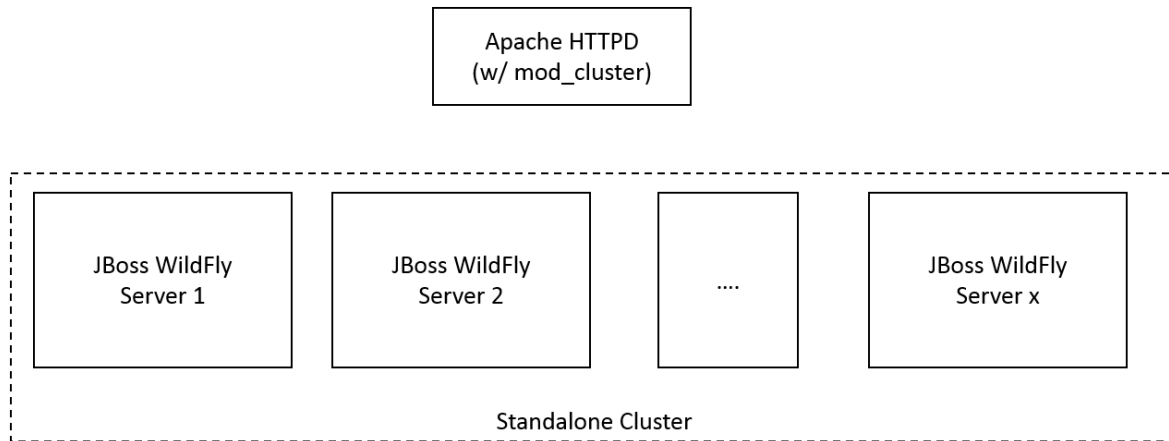 Apache HTTPD
(w/ mod_cluster)
JBoss WildFly
Server 1
JBoss WildFly
Server 2
....
JBoss WildFly
Server x
Standalone Cluster